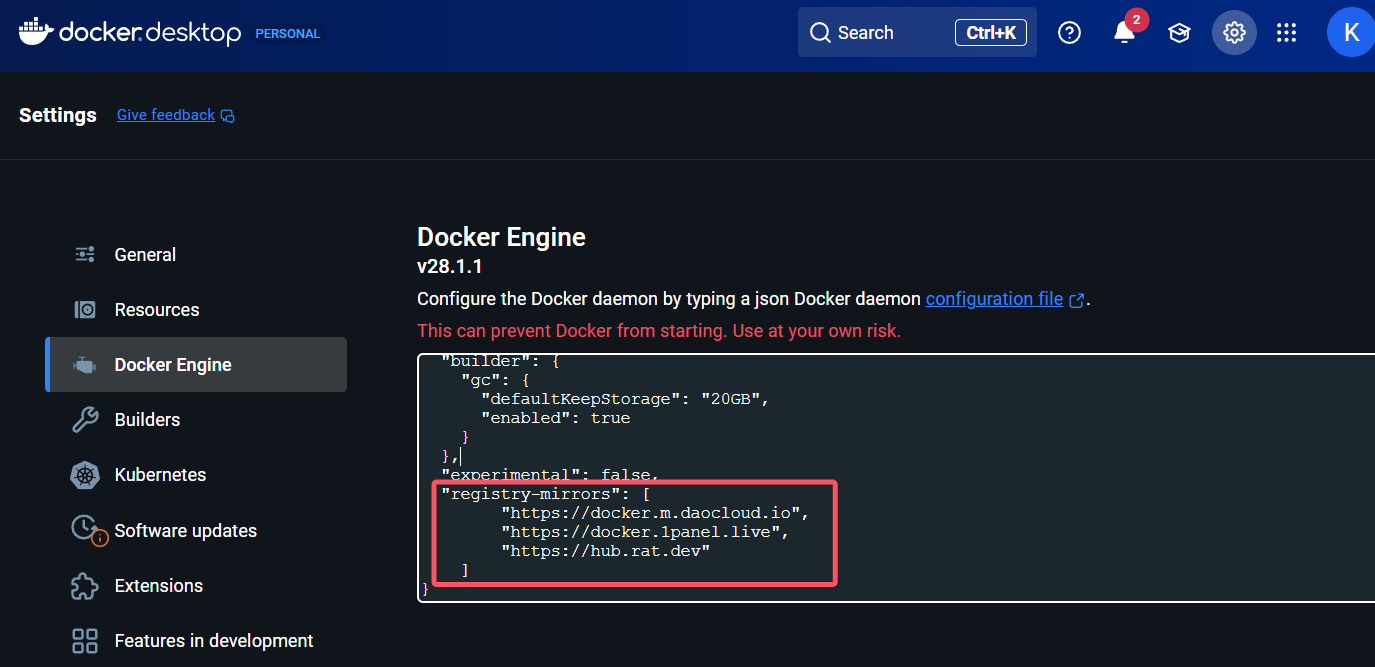 docker.desktop PERSONAL Search Ctrl+K 2 K
Settings Give feedback
General
Resources
Docker Engine
Builders
Kubernetes
Software updates
Extensions
Features in development
Docker Engine
v28.1.1
Configure the Docker daemon by typing a json Docker daemon configuration file.
This can prevent Docker from starting. Use at your own risk.
"builder": {
"gc": {
"defaultKeepStorage": "20GB",
"enabled": true
}
},
"experimental": false,
"registry-mirrors": [
"https://docker.m.daocloud.io",
"https://docker.1panel.live",
"https://hub.rat.dev"
]
}